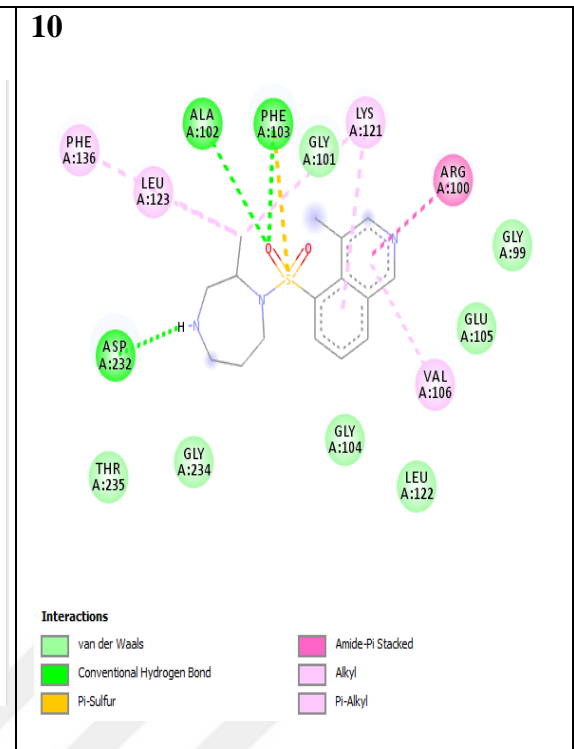 10
ALA
A:102
PHE
A:103
LYS
A:121
PHE
A:136
GLY
A:101
LEU
A:123
ARG
A:100
GLY
A:99
O
O
S
N
N
N
H
GLU
A:105
ASP
A:232
VAL
A:106
GLY
A:104
GLY
A:234
THR
A:235
LEU
A:122
Interactions
van der Waals
Conventional Hydrogen Bond
Pi-Sulfur
Amide-Pi Stacked
Alkyl
Pi-Alkyl